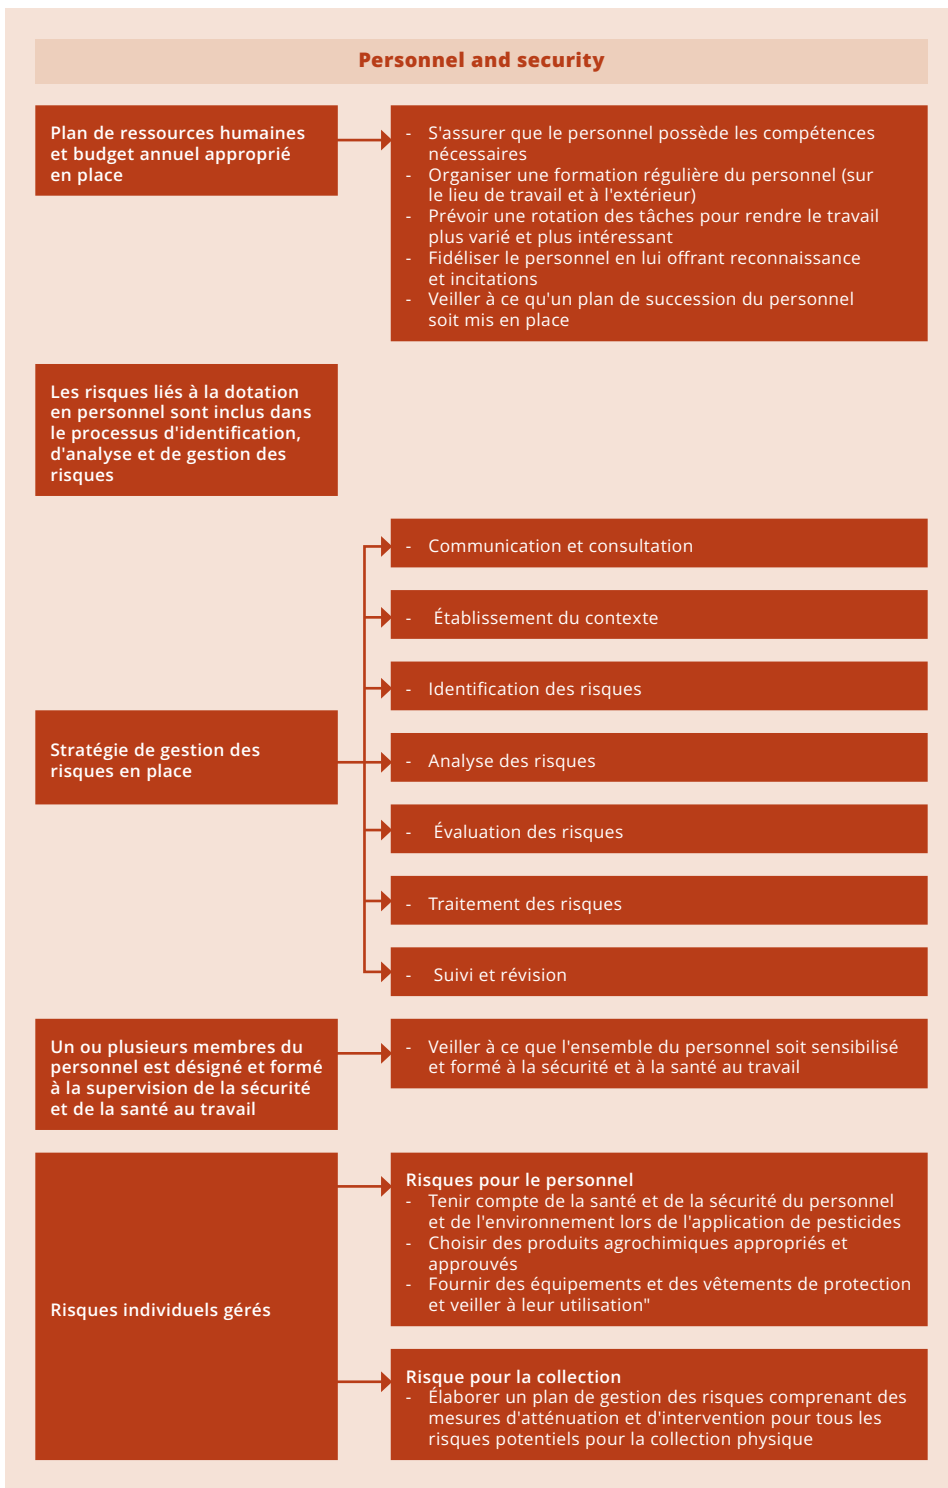 Personnel and security
Plan de ressources humaines
et budget annuel approprié
en place
- S'assurer que le personnel possède les compétences
nécessaires
- Organiser une formation régulière du personnel (sur
le lieu de travail et à l'extérieur)
- Prévoir une rotation des tâches pour rendre le travail
plus varié et plus intéressant
- Fidéliser le personnel en lui offrant reconnaissance
et incitations
- Veiller à ce qu'un plan de succession du personnel
soit mis en place
Les risques liés à la dotation
en personnel sont inclus dans
le processus d'identification,
d'analyse et de gestion des
risques
Stratégie de gestion des
risques en place
- Communication et consultation
- Établissement du contexte
- Identification des risques
- Analyse des risques
- Évaluation des risques
- Traitement des risques
- Suivi et révision
Un ou plusieurs membres du
personnel est désigné et formé
à la supervision de la sécurité
et de la santé au travail
- Veiller à ce que l'ensemble du personnel soit sensibilisé
et formé à la sécurité et à la santé au travail
Risques individuels gérés
Risques pour le personnel
- Tenir compte de la santé et de la sécurité du personnel
et de l'environnement lors de l'application de pesticides
- Choisir des produits agrochimiques appropriés et
approuvés
- Fournir des équipements et des vêtements de protection
et veiller à leur utilisation"
Risque pour la collection
- Élaborer un plan de gestion des risques comprenant des
mesures d'atténuation et d'intervention pour tous les
risques potentiels pour la collection physique